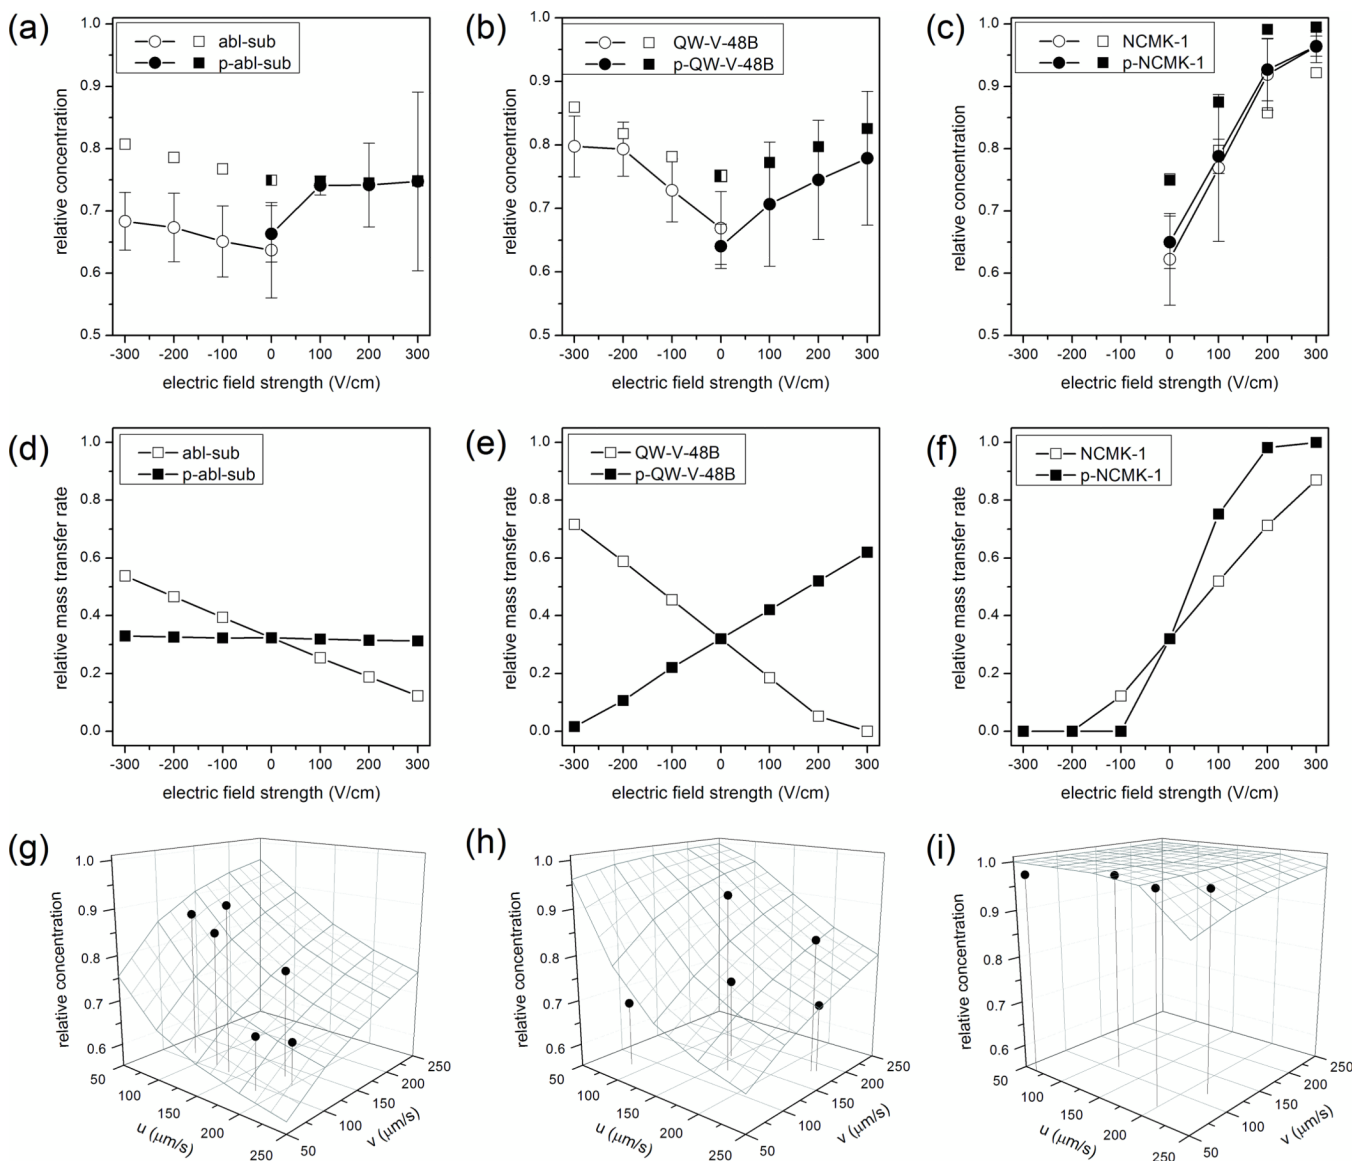 (a)
abl-sub
p-abl-sub
relative concentration
1.0
0.9
0.8
0.7
0.6
0.5
-300 -200 -100 0 100 200 300
electric field strength (V/cm)
(b)
QW-V-48B
p-QW-V-48B
relative concentration
1.0
0.9
0.8
0.7
0.6
0.5
-300 -200 -100 0 100 200 300
electric field strength (V/cm)
(c)
NCMK-1
p-NCMK-1
relative concentration
1.0
0.9
0.8
0.7
0.6
0.5
-300 -200 -100 0 100 200 300
electric field strength (V/cm)
(d)
abl-sub
p-abl-sub
relative mass transfer rate
1.0
0.8
0.6
0.4
0.2
0.0
-300 -200 -100 0 100 200 300
electric field strength (V/cm)
(e)
QW-V-48B
p-QW-V-48B
relative mass transfer rate
1.0
0.8
0.6
0.4
0.2
0.0
-300 -200 -100 0 100 200 300
electric field strength (V/cm)
(f)
NCMK-1
p-NCMK-1
relative mass transfer rate
1.0
0.8
0.6
0.4
0.2
0.0
-300 -200 -100 0 100 200 300
electric field strength (V/cm)
(g)
relative concentration
1.0
0.9
0.8
0.7
0.6
50 100 150 200 250
u (μm/s)
50 100 150 200 250
v (μm/s)
(h)
relative concentration
1.0
0.9
0.8
0.7
0.6
50 100 150 200 250
u (μm/s)
50 100 150 200 250
v (μm/s)
(i)
relative concentration
1.0
0.9
0.8
0.7
0.6
50 100 150 200 250
u (μm/s)
50 100 150 200 250
v (μm/s)